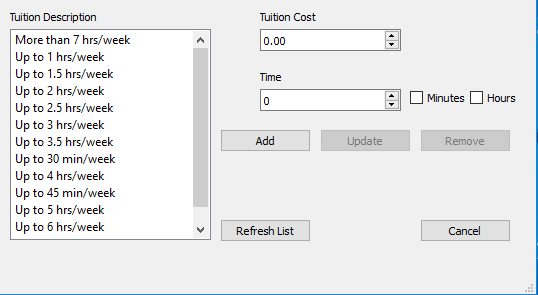 Tuition Description
More than 7 hrs/week
Up to 1 hrs/week
Up to 1.5 hrs/week
Up to 2 hrs/week
Up to 2.5 hrs/week
Up to 3 hrs/week
Up to 3.5 hrs/week
Up to 30 min/week
Up to 4 hrs/week
Up to 45 min/week
Up to 5 hrs/week
Up to 6 hrs/week
Tuition Cost
0.00
Time
0
Minutes
Hours
Add
Update
Remove
Refresh List
Cancel